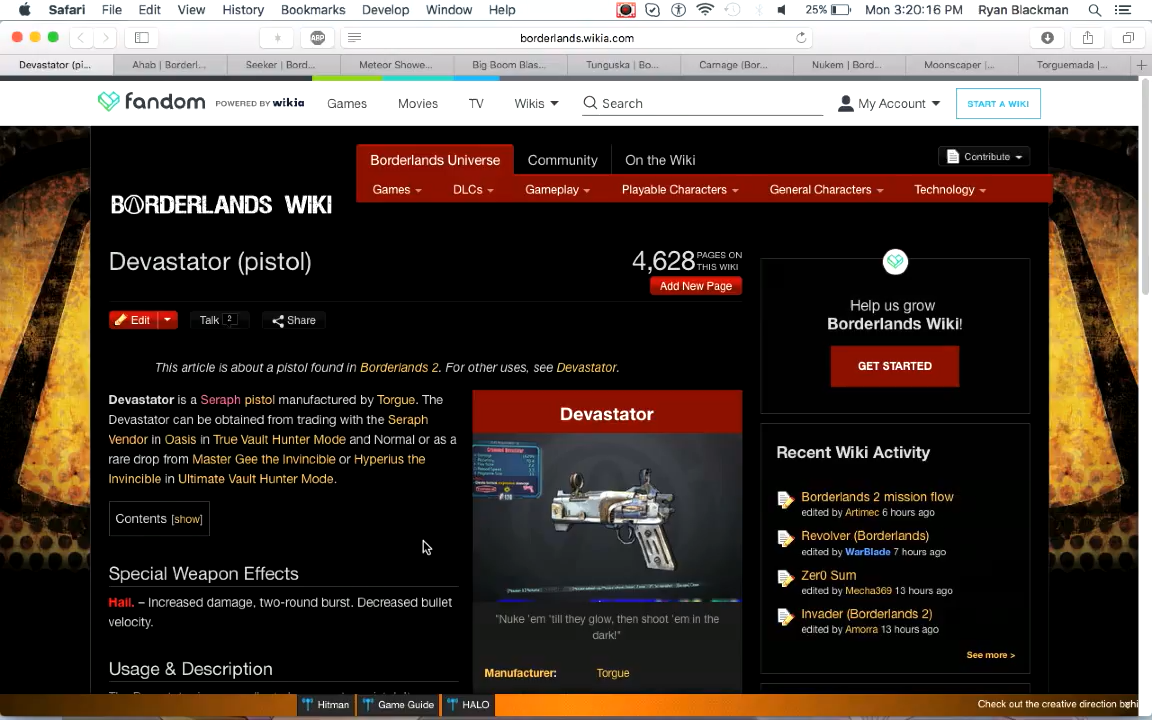 Safari File Edit View History Bookmarks Develop Window Help 25% Mon 3:20:16 PM Ryan Blackman
ABP borderlands.wikia.com
Devastator (pi... Ahab | Borderl... Seeker | Bord... Meteor Showe... Big Boom Blas... Tunguska | Bo... Carnage (Bor... Nukem | Bord... Moonscaper |... Torguemada |...
fandom POWERED BY wikia Games Movies TV Wikis Search My Account START A WIKI
Borderlands Universe Community On the Wiki Contribute
Games DLCs Gameplay Playable Characters General Characters Technology
BORDERLANDS WIKI
Devastator (pistol) 4,628 PAGES ON THIS WIKI
Add New Page
Edit Talk 2 Share
Help us grow
Borderlands Wiki!
GET STARTED
This article is about a pistol found in Borderlands 2. For other uses, see Devastator.
Devastator is a Seraph pistol manufactured by Torgue. The
Devastator can be obtained from trading with the Seraph
Vendor in Oasis in True Vault Hunter Mode and Normal or as a
rare drop from Master Gee the Invincible or Hyperius the
Invincible in Ultimate Vault Hunter Mode.
Contents [show]
Special Weapon Effects
Hail. – Increased damage, two-round burst. Decreased bullet
velocity.
Usage & Description
Devastator
"Nuke 'em 'till they glow, then shoot 'em in the
dark!"
Manufacturer: Torgue
Recent Wiki Activity
Borderlands 2 mission flow
edited by Artimec 6 hours ago
Revolver (Borderlands)
edited by WarBlade 7 hours ago
Zer0 Sum
edited by Mecha369 13 hours ago
Invader (Borderlands 2)
edited by Amorra 13 hours ago
See more >
Hitman Game Guide HALO Check out the creative direction behi